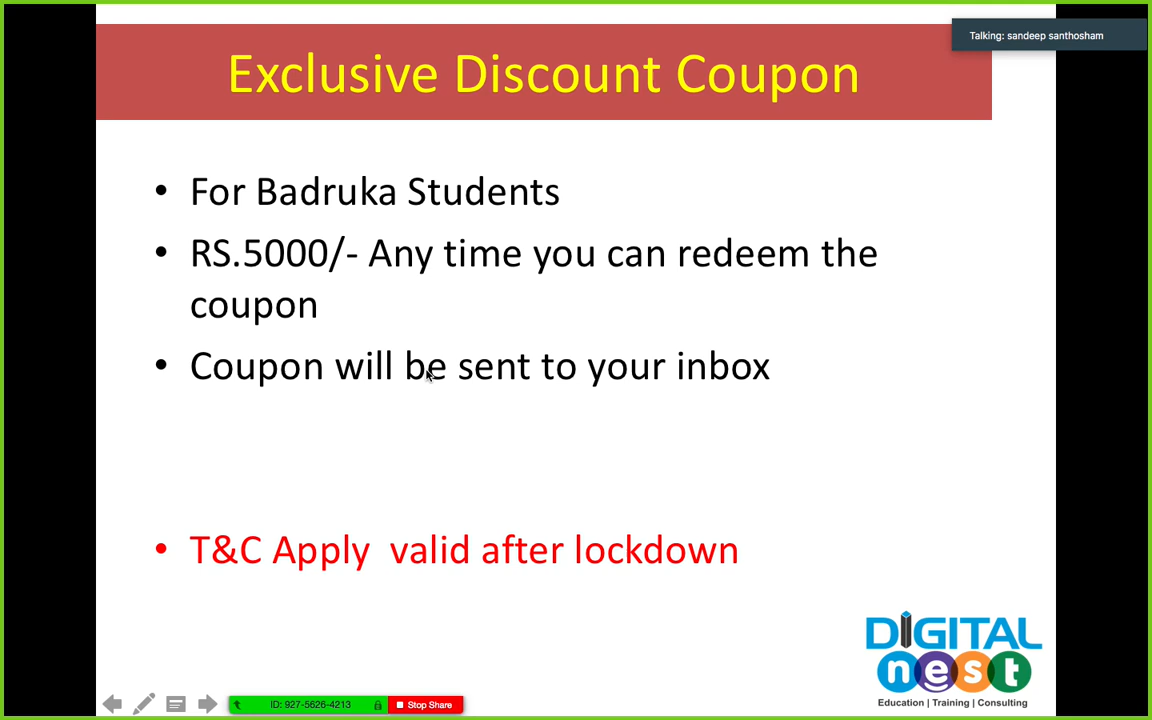 Talking: sandeep santhosham
Exclusive Discount Coupon
• For Badruka Students
• RS.5000/- Any time you can redeem the
coupon
• Coupon will be sent to your inbox
• T&C Apply valid after lockdown
DIGITAL
nest
Education | Training | Consulting
ID: 927-5626-4213
Stop Share